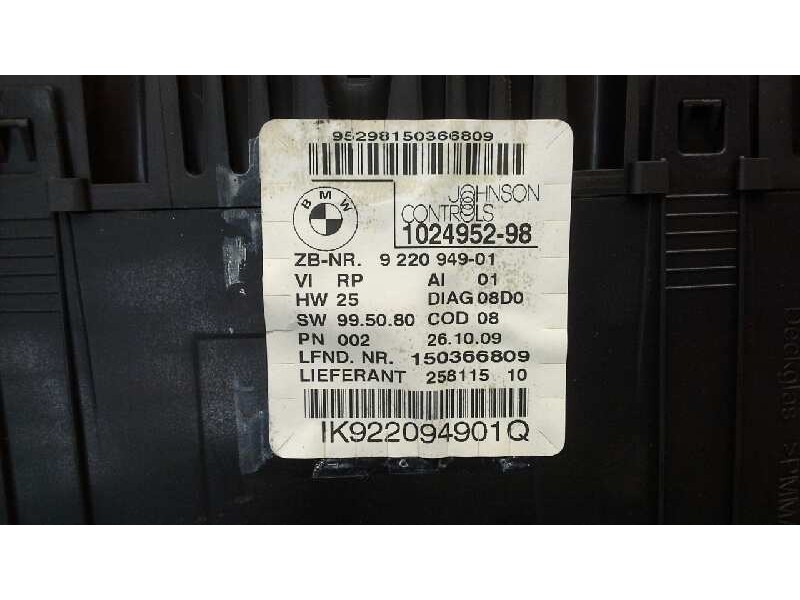 95298150366809
BMW
JOHNSON
CONTROLS
1024952-98
ZB-NR. 9 220 949-01
VI RP AI 01
HW 25 DIAG 08D0
SW 99.50.80 COD 08
PN 002 26.10.09
LFND. NR. 150366809
LIEFERANT 258115 10
IK922094901Q
Deckglas >PMM